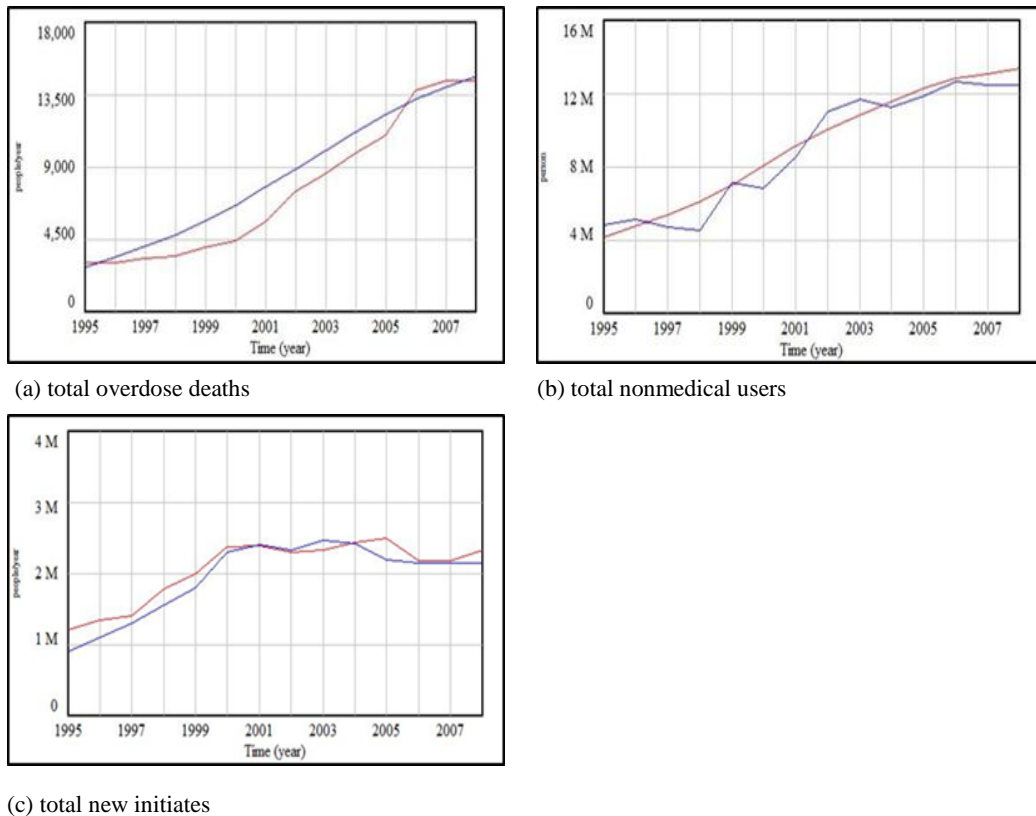 18,000
13,500
9,000
4,500
0
people/year
1995 1997 1999 2001 2003 2005 2007
Time (year)
(a) total overdose deaths
16 M
12 M
8 M
4 M
0
person
1995 1997 1999 2001 2003 2005 2007
Time (year)
(b) total nonmedical users
4 M
3 M
2 M
1 M
0
people/year
1995 1997 1999 2001 2003 2005 2007
Time (year)
(c) total new initiates